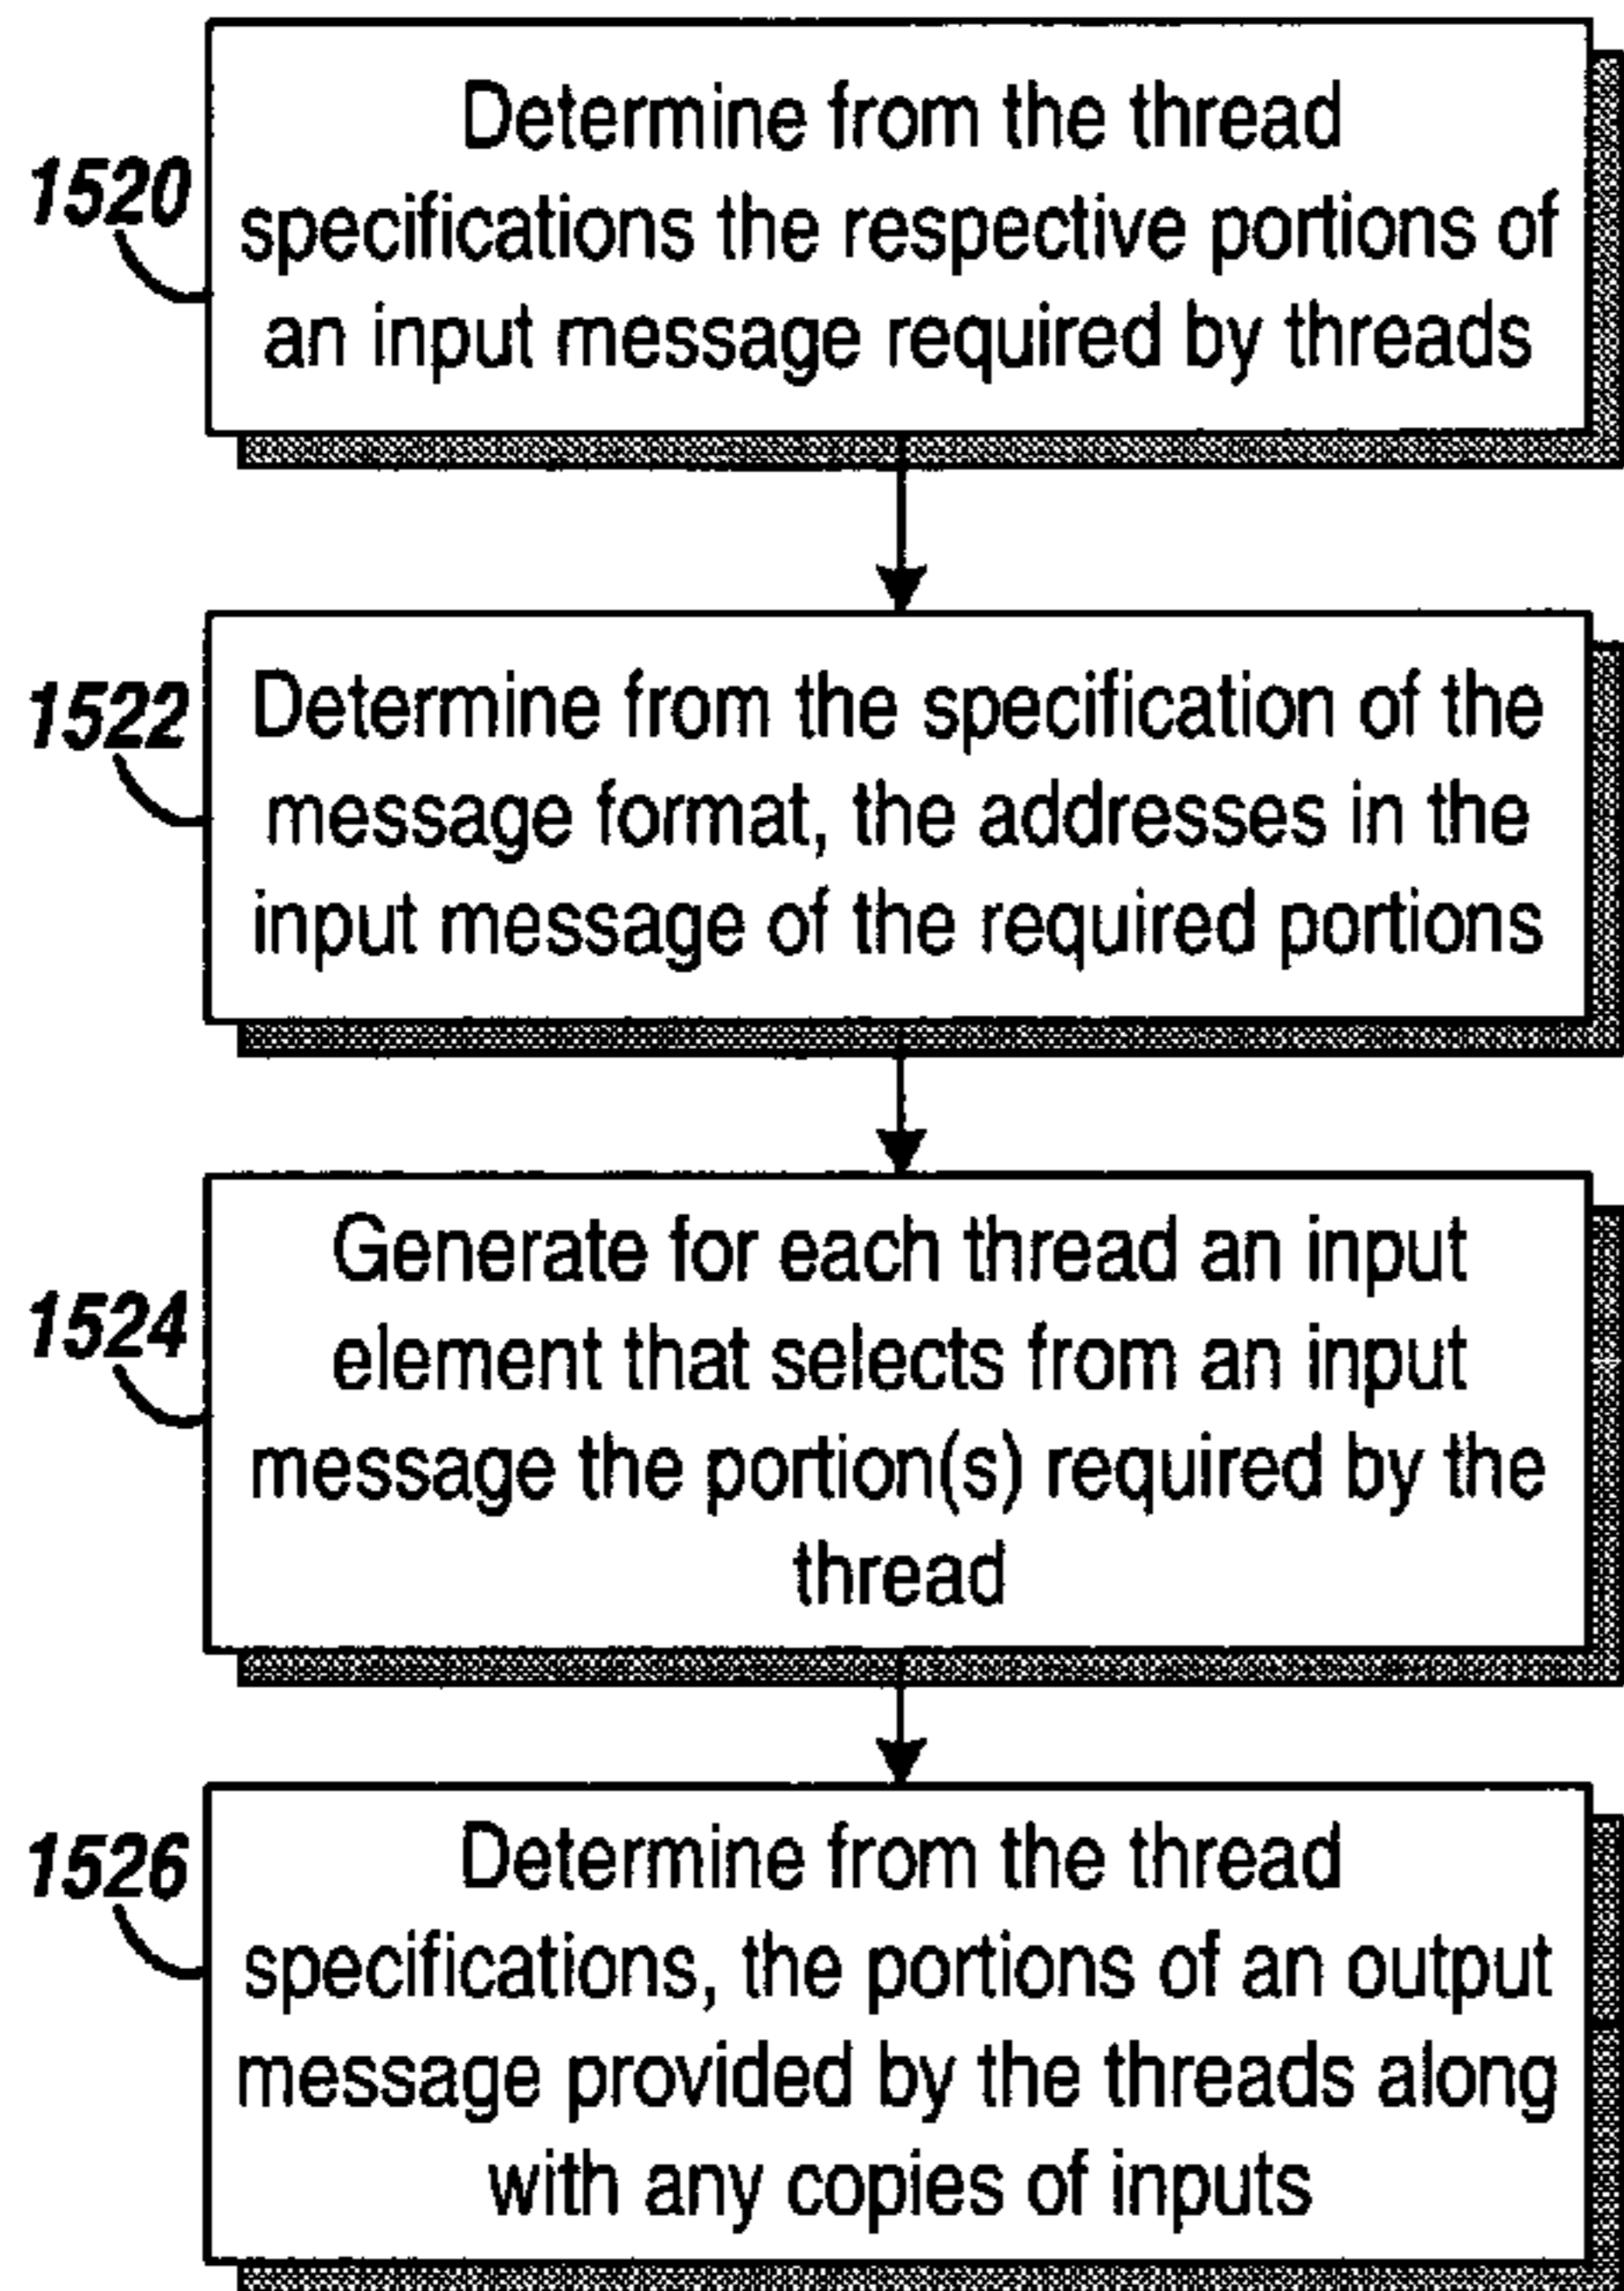 1520
Determine from the thread
specifications the respective portions of
an input message required by threads
1522
Determine from the specification of the
message format, the addresses in the
input message of the required portions
1524
Generate for each thread an input
element that selects from an input
message the portion(s) required by the
thread
1526
Determine from the thread
specifications, the portions of an output
message provided by the threads along
with any copies of inputs